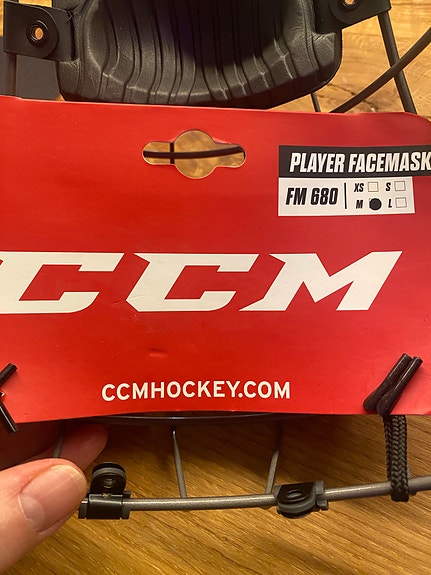 PLAYER FACEMASK
FM 680
XS S
M L
CCM
CCMHOCKEY.COM